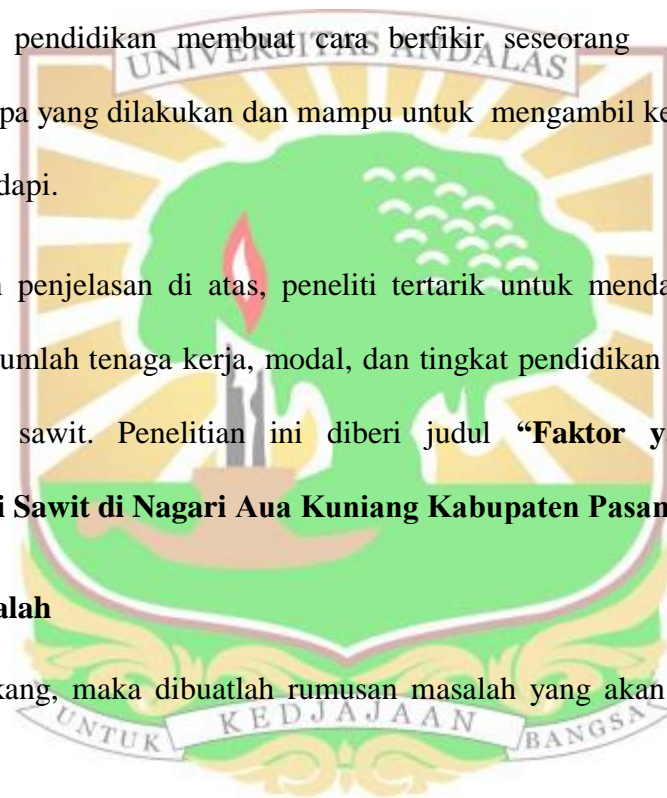 pendidikan membuat cara berfikir seseorang
UNIVERSITAS ANDALAS
pa yang dilakukan dan mampu untuk mengambil ke
dapi.
penjelasan di atas, peneliti tertarik untuk menda
umlah tenaga kerja, modal, dan tingkat pendidikan
sawit. Penelitian ini diberi judul “Faktor y
i Sawit di Nagari Aua Kuniang Kabupaten Pasan
alah
kang, maka dibuatlah rumusan masalah yang akan
UNTUK KEDJAJAAN BANGSA